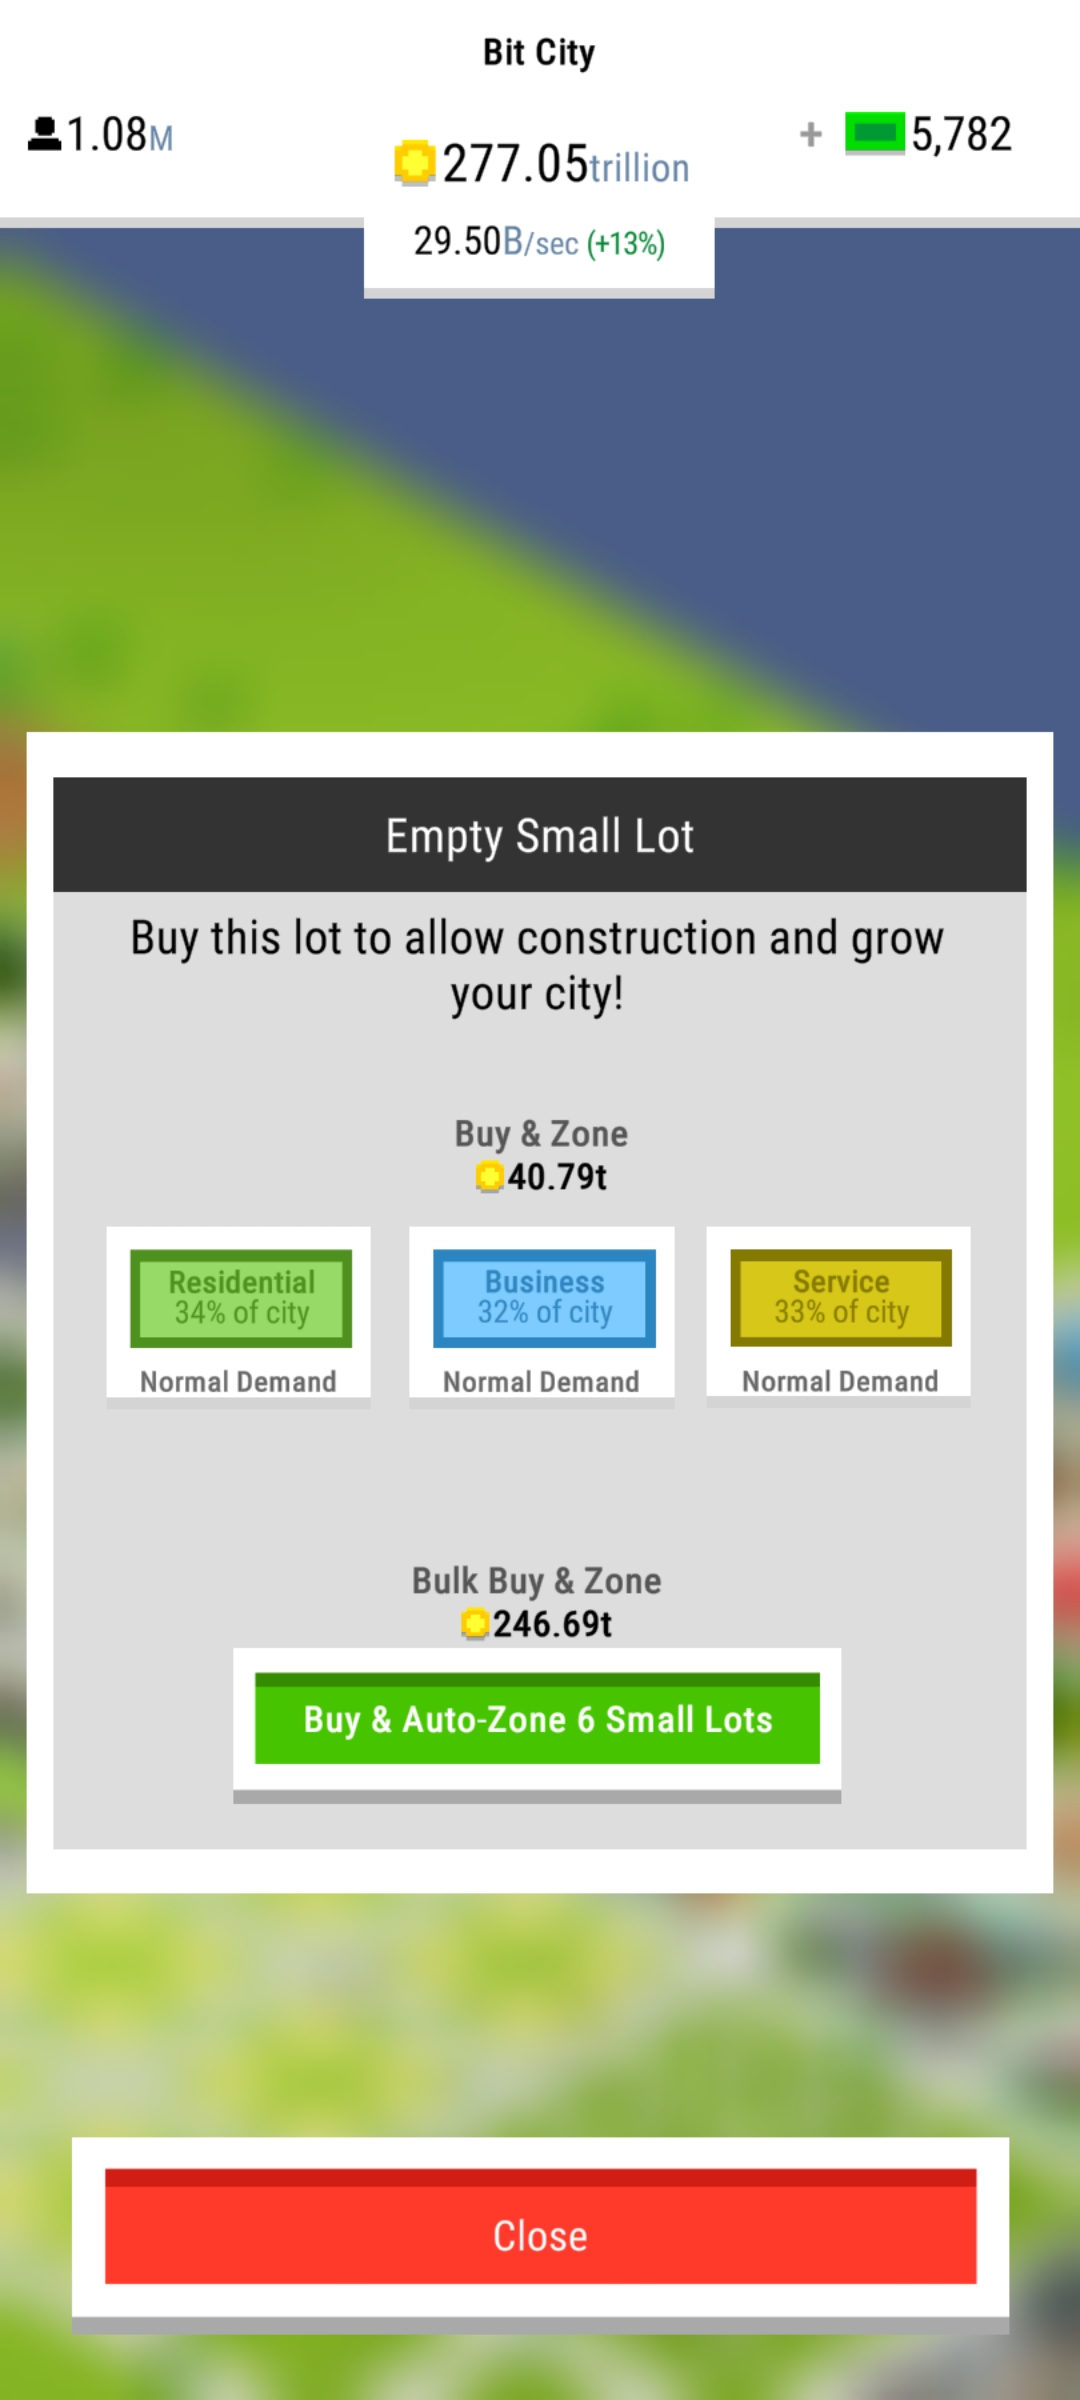 Bit City
1.08M
277.05trillion
+ 5,782
29.50B/sec (+13%)
Empty Small Lot
Buy this lot to allow construction and grow
your city!
Buy & Zone
40.79t
Residential
34% of city
Normal Demand
Business
32% of city
Normal Demand
Service
33% of city
Normal Demand
Bulk Buy & Zone
246.69t
Buy & Auto-Zone 6 Small Lots
Close